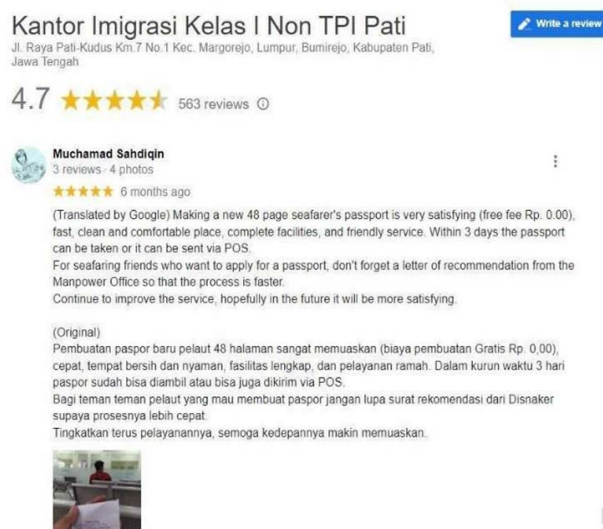 Kantor Imigrasi Kelas I Non TPI Pati
Write a review
Jl. Raya Pati-Kudus Km.7 No.1 Kec. Margorejo, Lumpur, Bumirejo, Kabupaten Pati,
Jawa Tengah
4.7 563 reviews
Muchamad Sahdiqin
3 reviews · 4 photos
6 months ago
(Translated by Google) Making a new 48 page seafarer's passport is very satisfying (free fee Rp. 0.00),
fast, clean and comfortable place, complete facilities, and friendly service. Within 3 days the passport
can be taken or it can be sent via POS.
For seafaring friends who want to apply for a passport, don't forget a letter of recommendation from the
Manpower Office so that the process is faster.
Continue to improve the service, hopefully in the future it will be more satisfying.
(Original)
Pembuatan paspor baru pelaut 48 halaman sangat memuaskan (biaya pembuatan Gratis Rp. 0,00),
cepat, tempat bersih dan nyaman, fasilitas lengkap, dan pelayanan ramah. Dalam kurun waktu 3 hari
paspor sudah bisa diambil atau bisa juga dikirim via POS.
Bagi teman teman pelaut yang mau membuat paspor jangan lupa surat rekomendasi dari Disnaker
supaya prosesnya lebih cepat.
Tingkatkan terus pelayanannya, semoga kedepannya makin memuaskan.